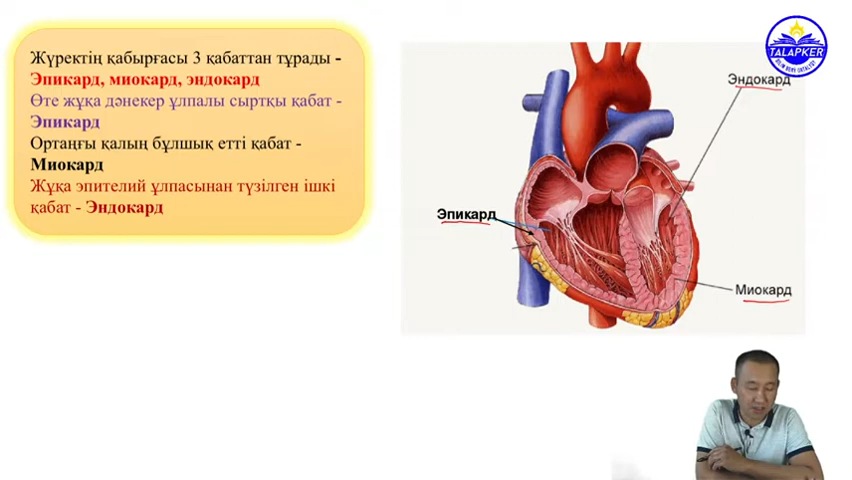 Жүректің қабырғасы 3 қабаттан тұрады -
Эпикард, миокард, эндокард
Өте жұқа дәнекер ұлпалы сыртқы қабат -
Эпикард
Ортаңғы қалың бұлшық етті қабат -
Миокард
Жұқа эпителий ұлпасынан түзілген ішкі
қабат - Эндокард
TALAPKER
Эндокард
Эпикард
Миокард